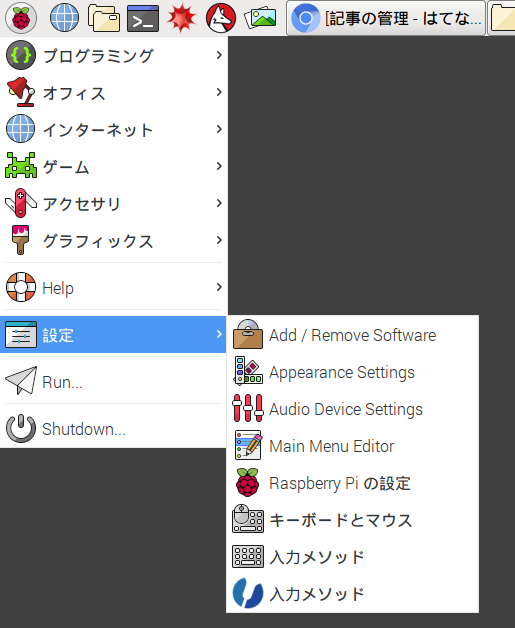 [記事の管理 - はてな...
プログラミング
オフィス
インターネット
ゲーム
アクセサリ
グラフィックス
Help
設定
Run...
Shutdown...
Add / Remove Software
Appearance Settings
Audio Device Settings
Main Menu Editor
Raspberry Pi の設定
キーボードとマウス
入力メソッド
入力メソッド